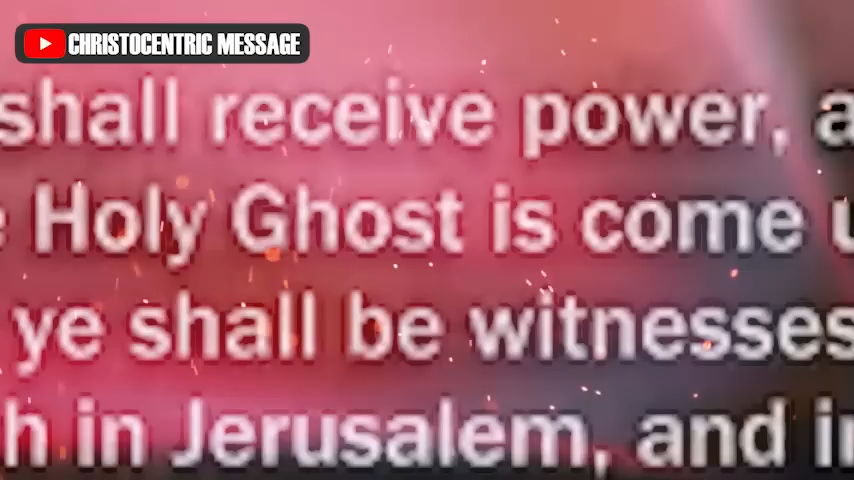 CHRISTOCENTRIC MESSAGE
shall receive power, a
Holy Ghost is come u
ye shall be witnesses
h in Jerusalem, and i